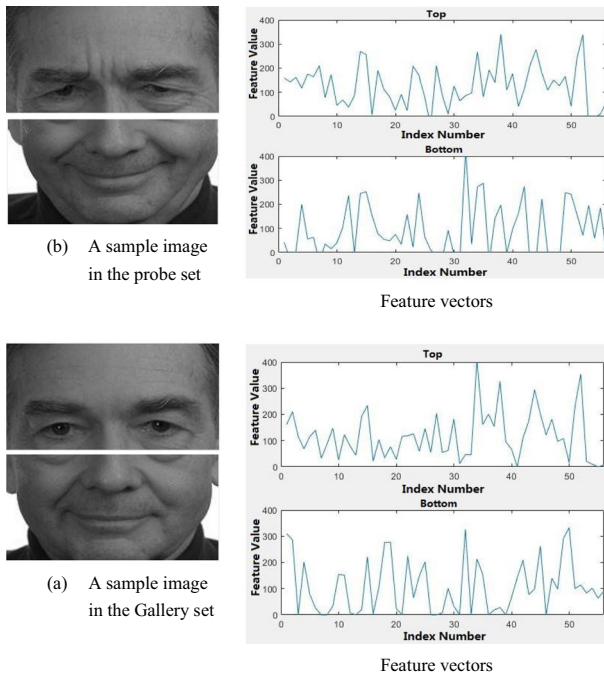 Top
Feature Value
400
300
200
100
0
0 10 20 30 40 50
Index Number
Bottom
Feature Value
400
300
200
100
0
0 10 20 30 40 50
Index Number
(b) A sample image
in the probe set
Feature vectors
Top
Feature Value
400
300
200
100
0
0 10 20 30 40 50
Index Number
Bottom
Feature Value
400
300
200
100
0
0 10 20 30 40 50
Index Number
(a) A sample image
in the Gallery set
Feature vectors